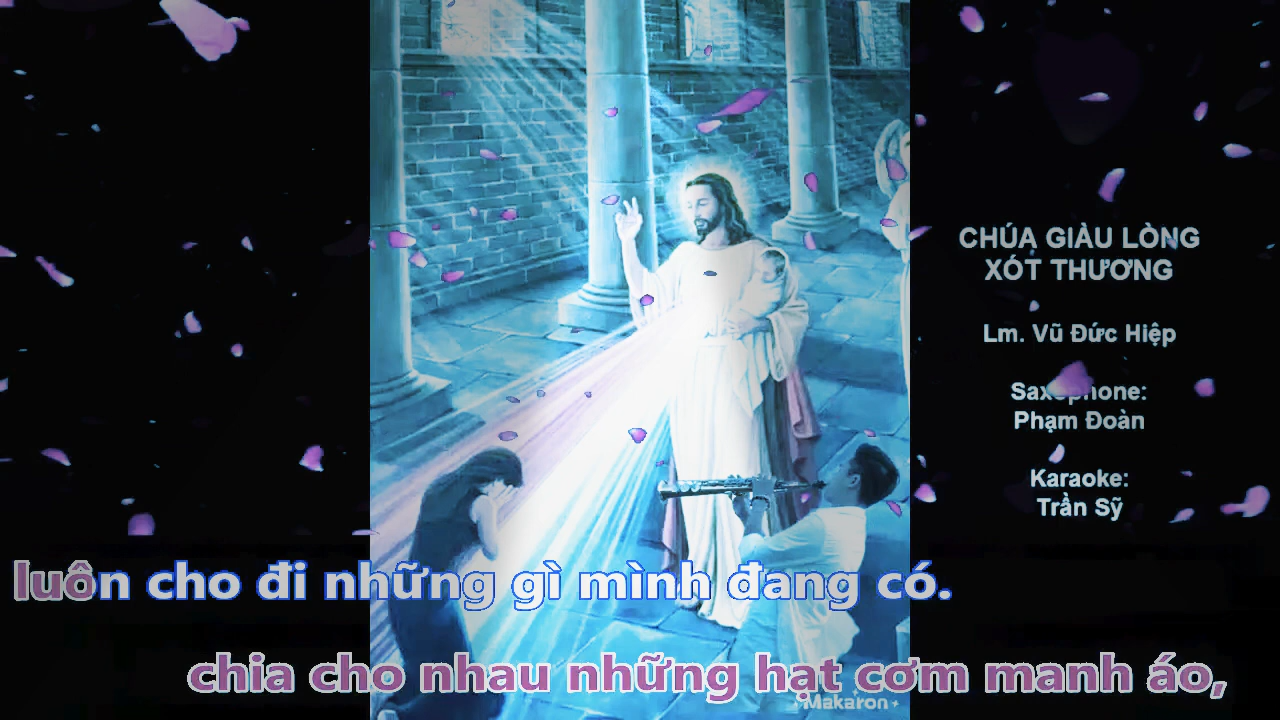 CHÚA GIÀU LÒNG
XÓT THƯƠNG
Lm. Vũ Đức Hiệp
Saxophone:
Phạm Đoàn
Karaoke:
Trần Sỹ
luôn cho đi những gì mình đang có.
chia cho nhau những hạt cơm manh áo,
Makaron